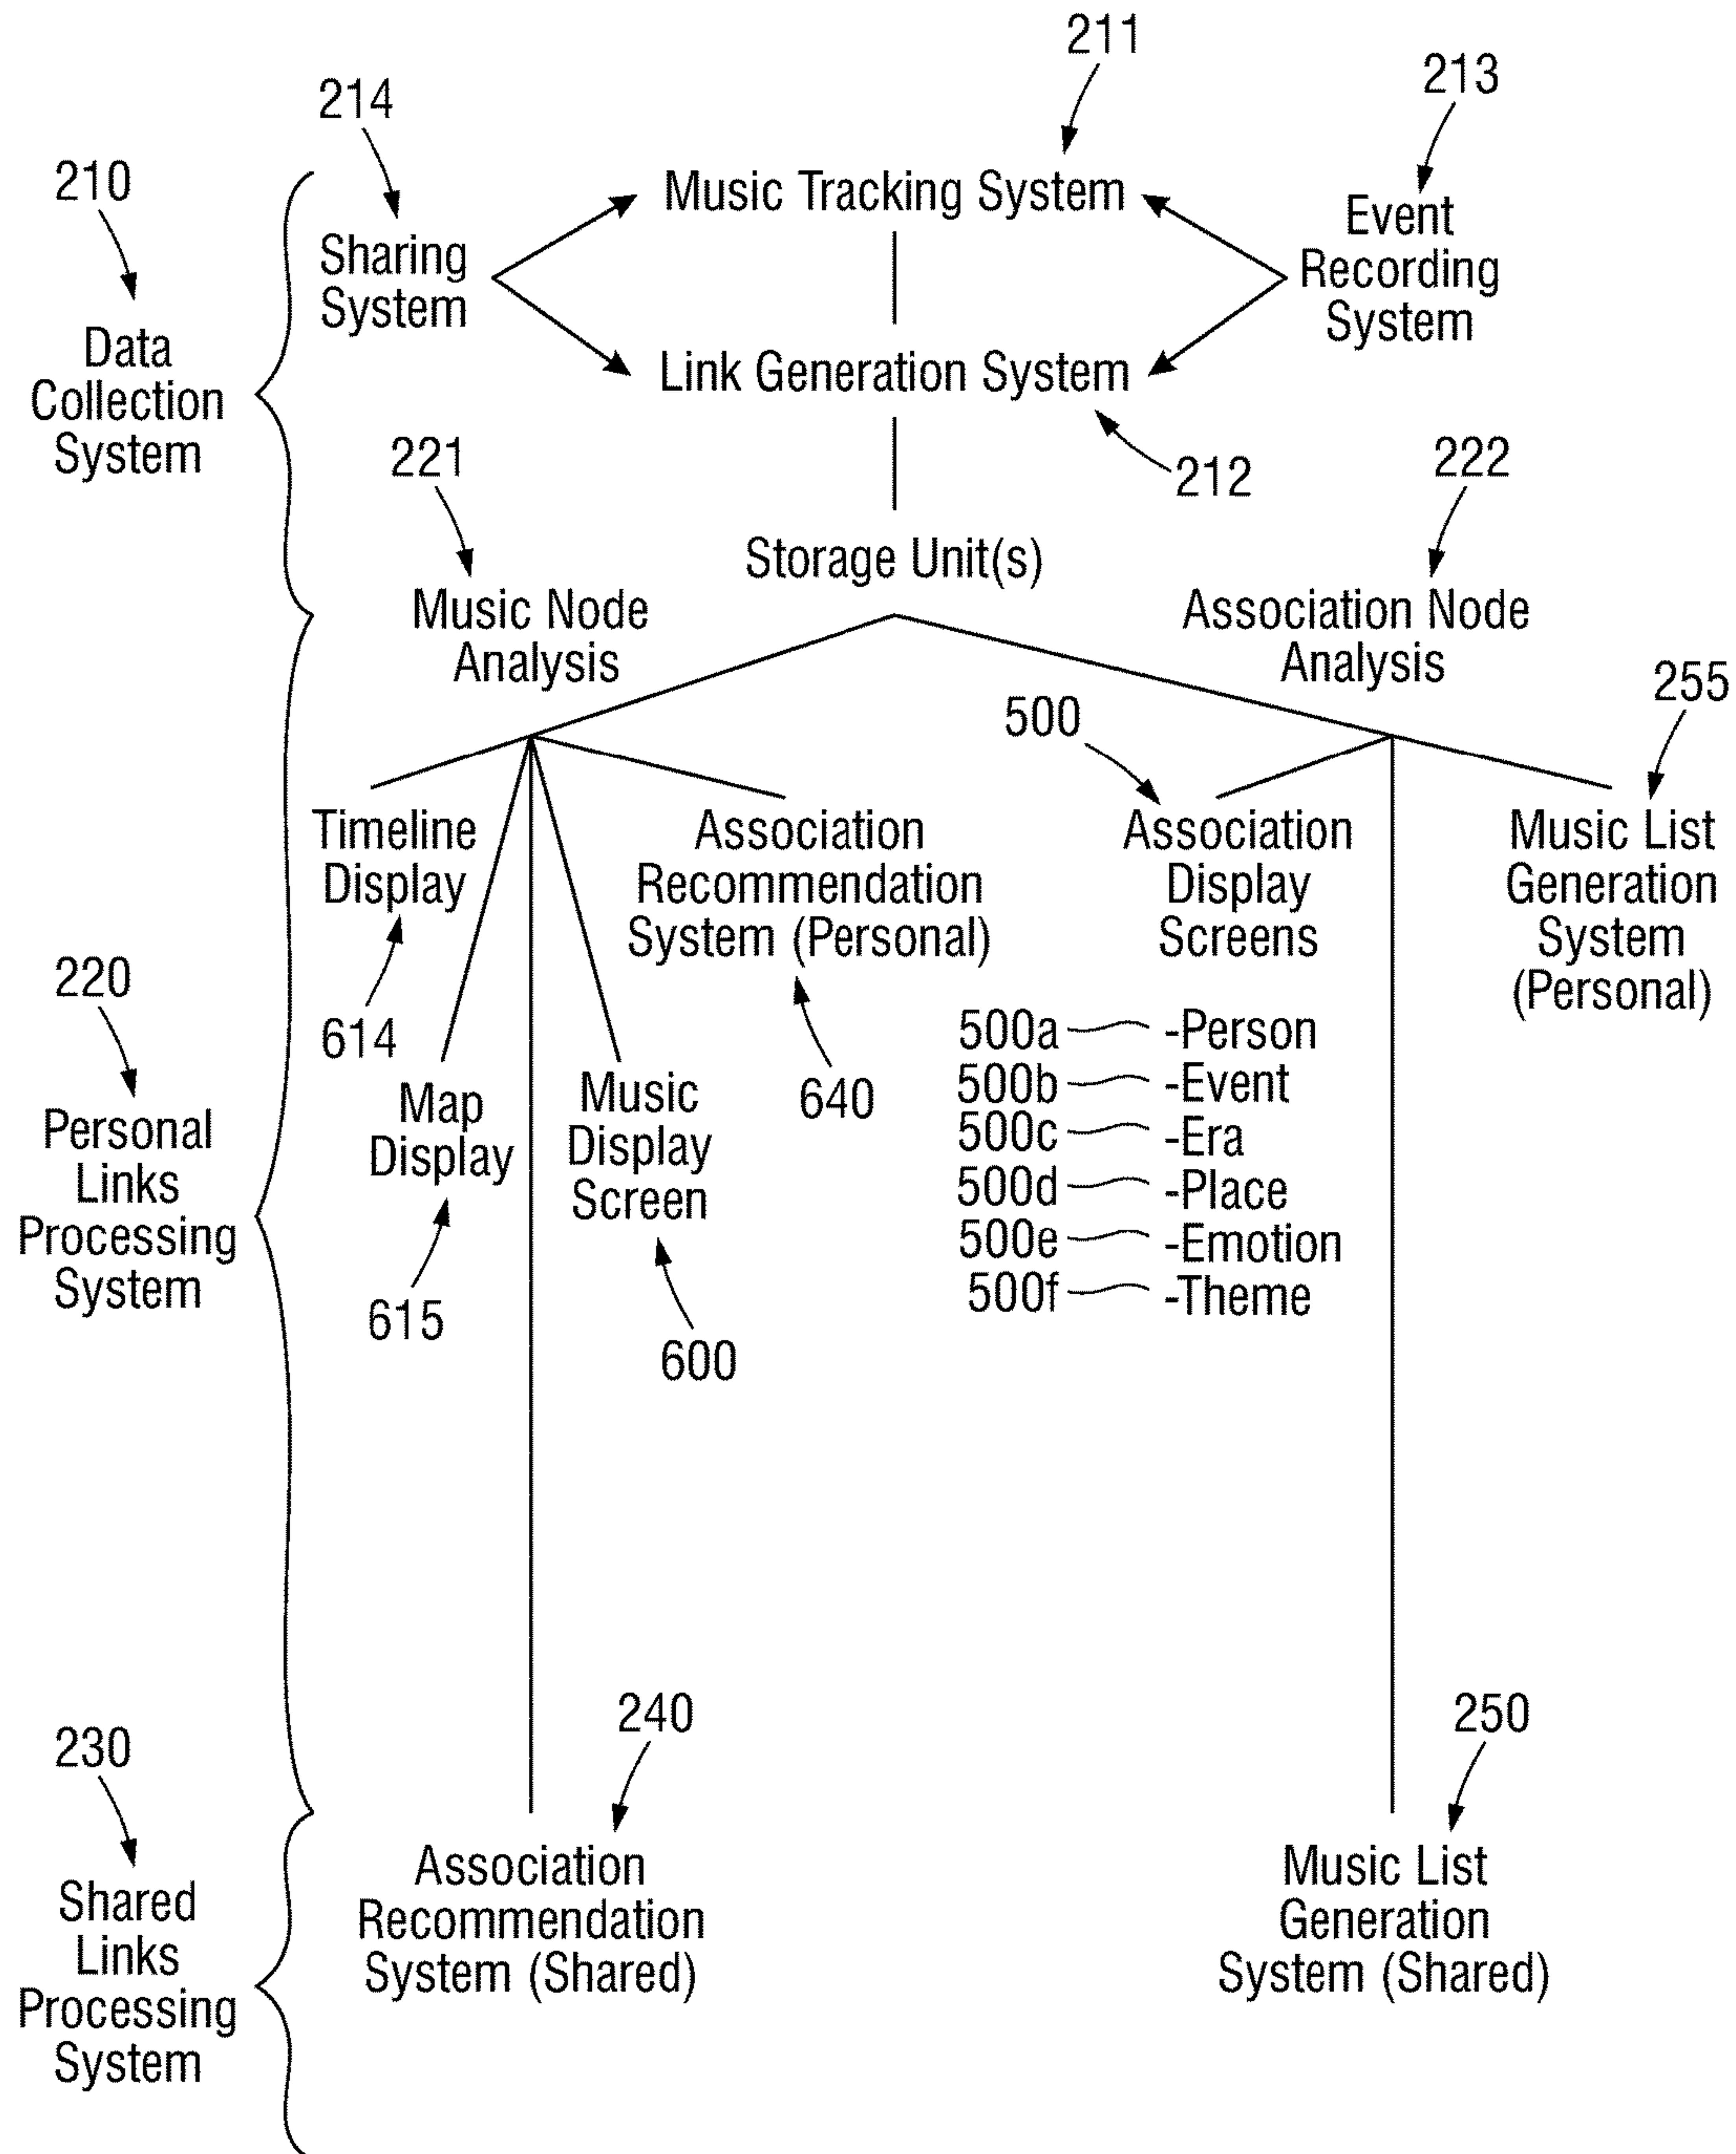 211
213
214
210
Music Tracking System
Event
Recording
System
Sharing
System
Data
Collection
System
Link Generation System
221
212
222
Storage Unit(s)
Music Node
Analysis
Association Node
Analysis
255
500
Timeline
Display
Association
Recommendation
System (Personal)
Association
Display
Screens
Music List
Generation
System
(Personal)
220
614
640
500a -Person
500b -Event
500c -Era
500d -Place
500e -Emotion
500f -Theme
Map
Display
Music
Display
Screen
Personal
Links
Processing
System
615
600
240
250
230
Association
Recommendation
System (Shared)
Music List
Generation
System (Shared)
Shared
Links
Processing
System